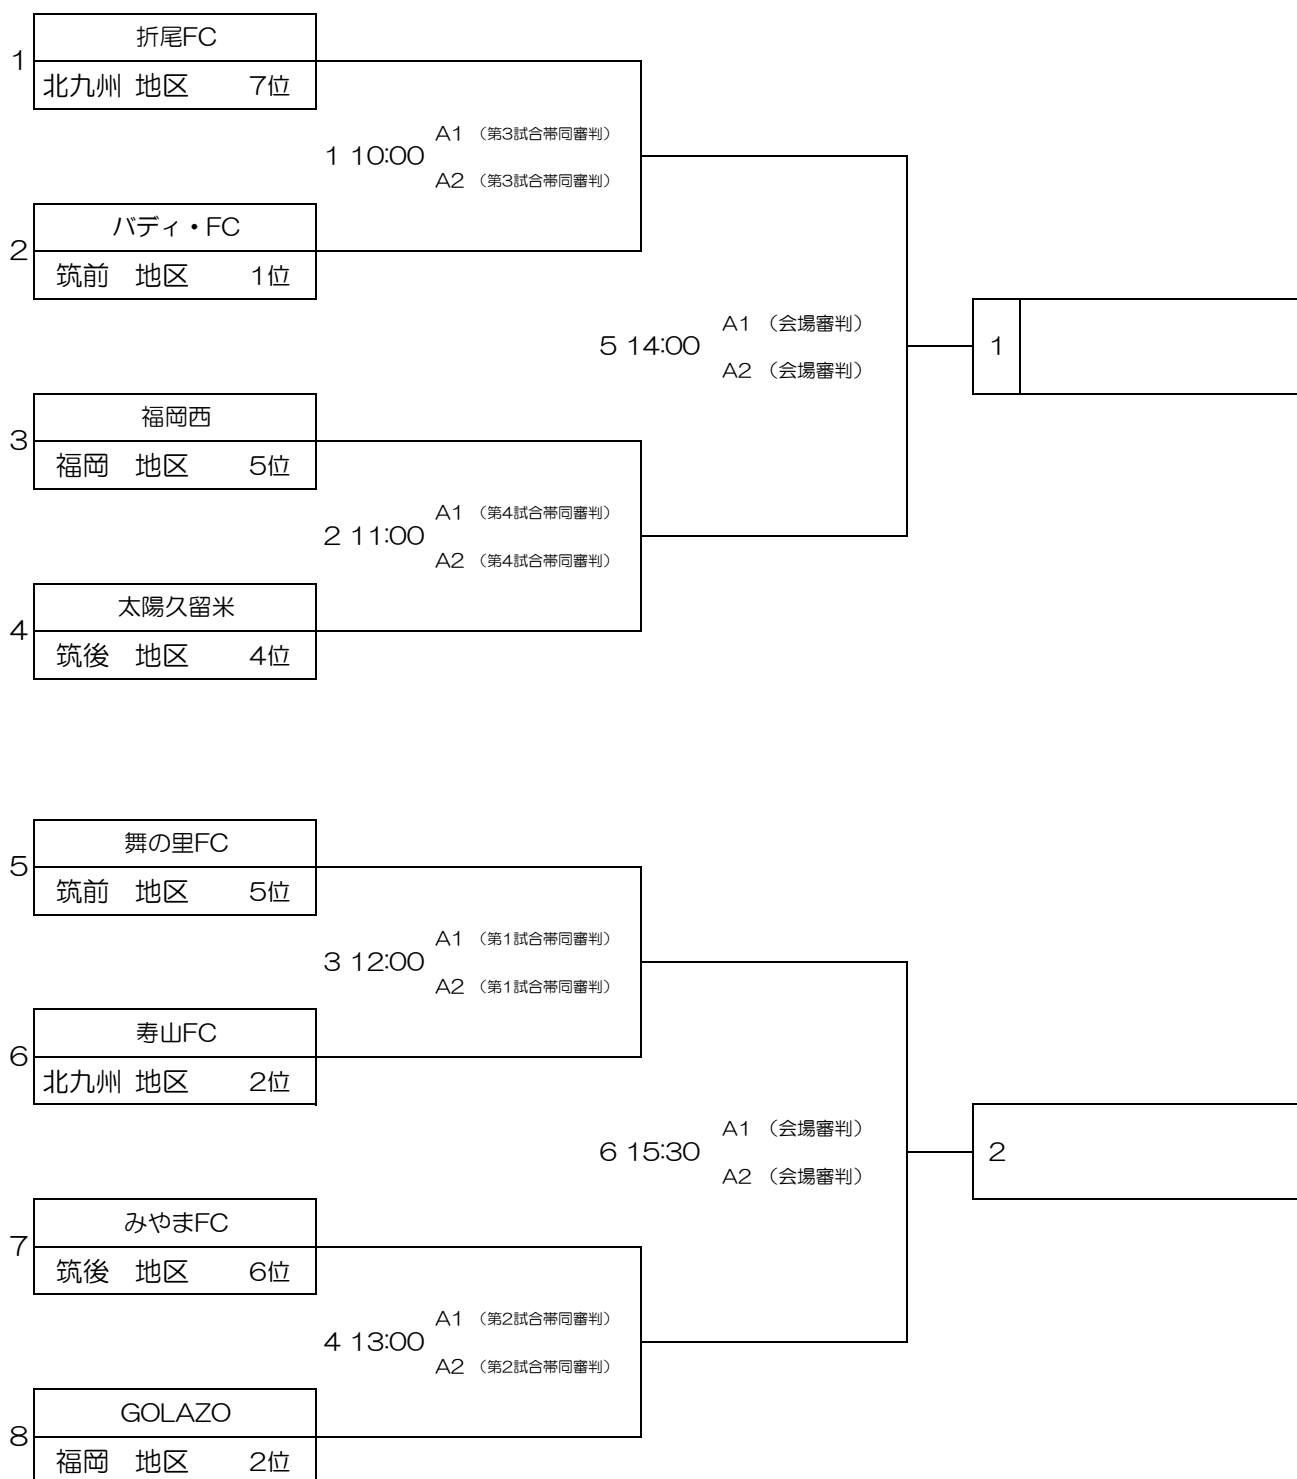 折尾FC
1
北九州 地区 7位
A1 （第3試合帯同審判）
1 10:00
A2 （第3試合帯同審判）
バディ・FC
2
筑前 地区 1位
A1 （会場審判）
5 14:00
1
A2 （会場審判）
福岡西
3
福岡 地区 5位
A1 （第4試合帯同審判）
2 11:00
A2 （第4試合帯同審判）
太陽久留米
4
筑後 地区 4位
舞の里FC
5
筑前 地区 5位
A1 （第1試合帯同審判）
3 12:00
A2 （第1試合帯同審判）
寿山FC
6
北九州 地区 2位
A1 （会場審判）
6 15:30
2
A2 （会場審判）
みやまFC
7
筑後 地区 6位
A1 （第2試合帯同審判）
4 13:00
A2 （第2試合帯同審判）
GOLAZO
8
福岡 地区 2位